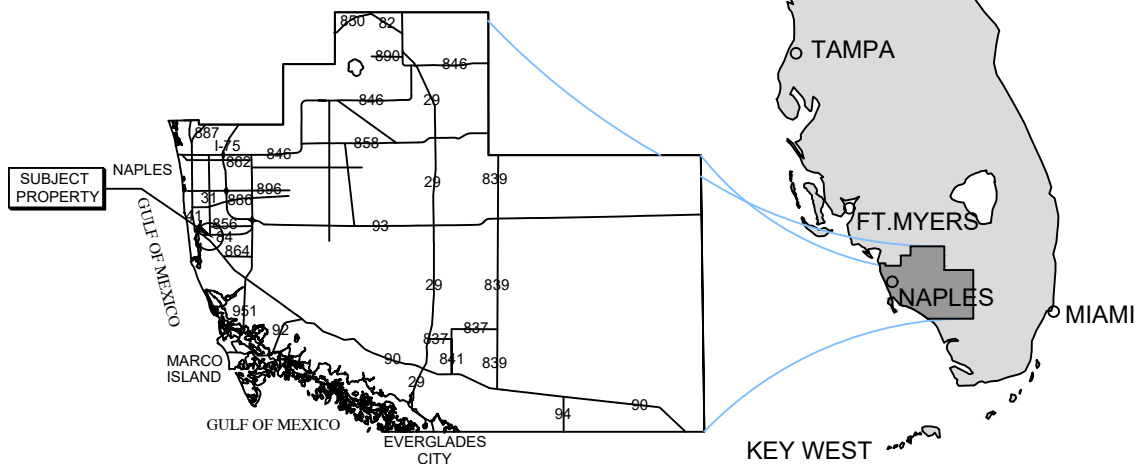 850
82
890
846
846
29
887
I-75
846
858
862
NAPLES
SUBJECT
PROPERTY
29
839
896
31
886
41
856
84
93
864
GULF OF MEXICO
29
839
951
92
837
837
MARCO
ISLAND
90
841
839
29
GULF OF MEXICO
94
90
EVERGLADES
CITY
TAMPA
FT.MYERS
NAPLES
MIAMI
KEY WEST